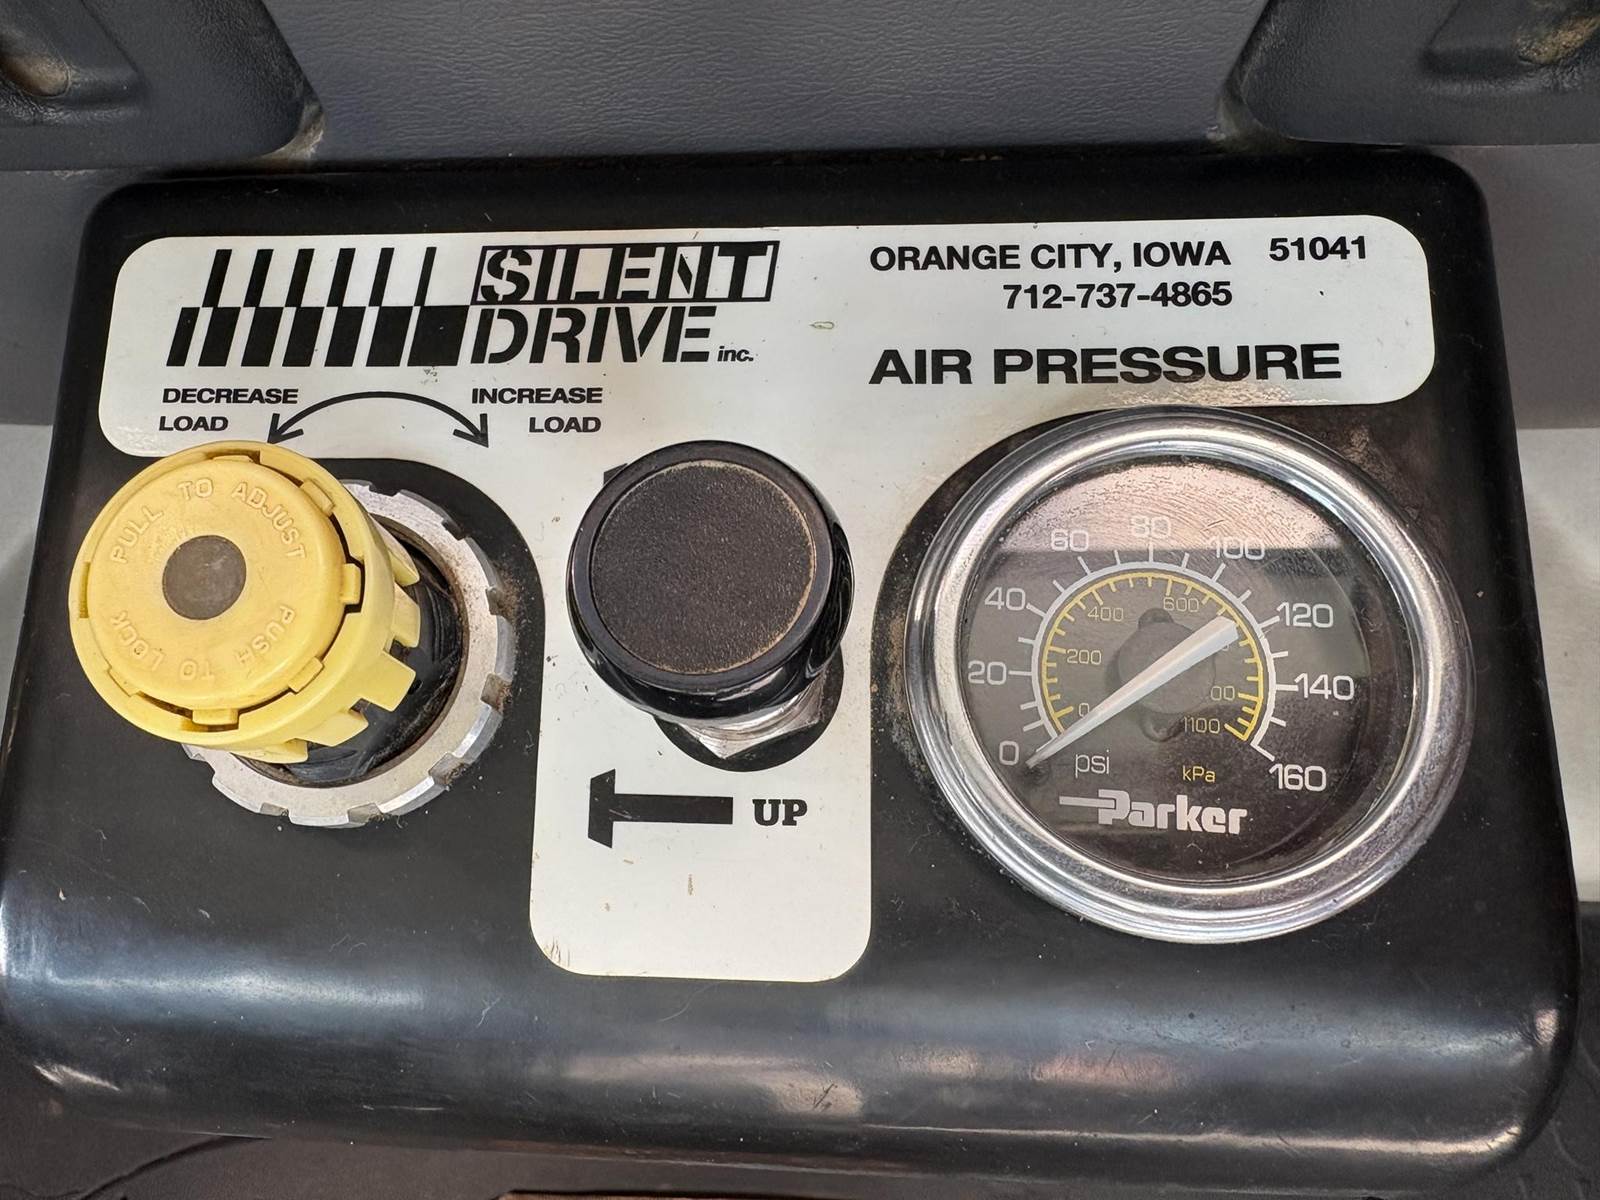 SILENT
DRIVE inc.
ORANGE CITY, IOWA 51041
712-737-4865
AIR PRESSURE
DECREASE
LOAD
INCREASE
LOAD
PULL TO ADJUST
PUSH TO LOCK
UP
0
20
40
60
80
100
120
140
160
psi
0
200
400
600
1100
kPa
Parker